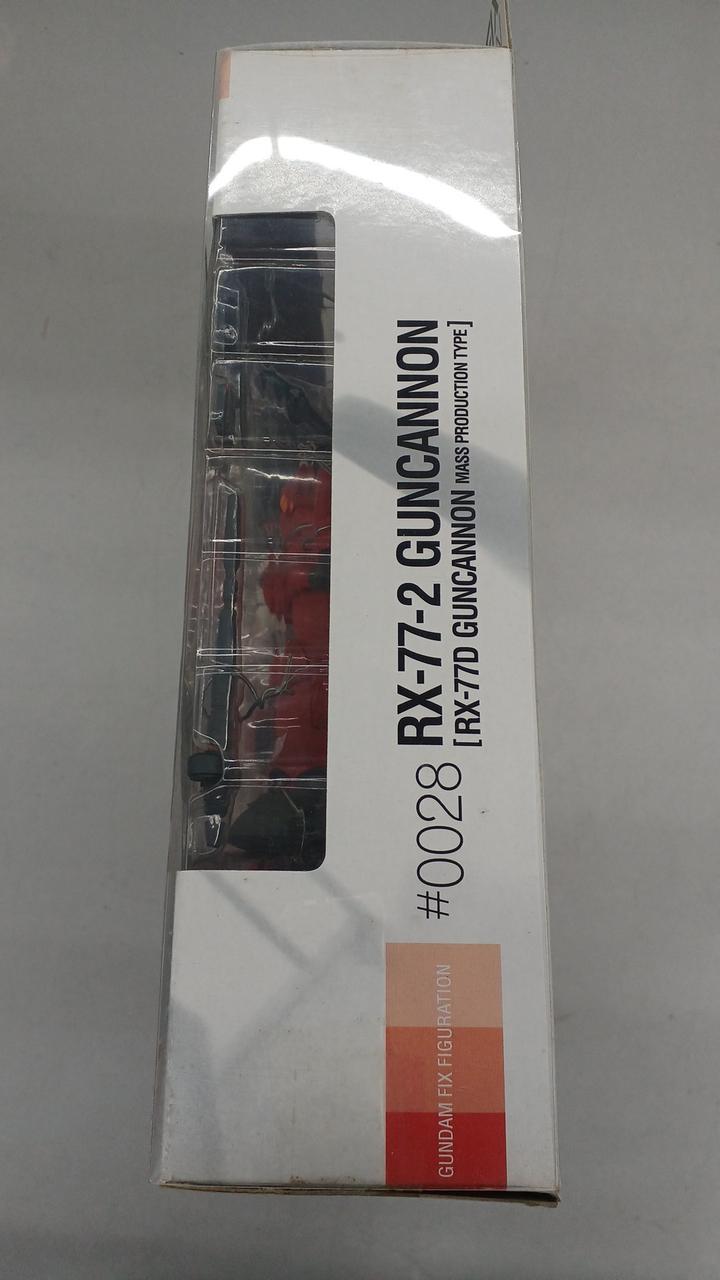 GUNDAM FIX FIGURATION
#0028 RX-77-2 GUNCANNON
[RX-77D GUNCANNON MASS PRODUCTION TYPE]